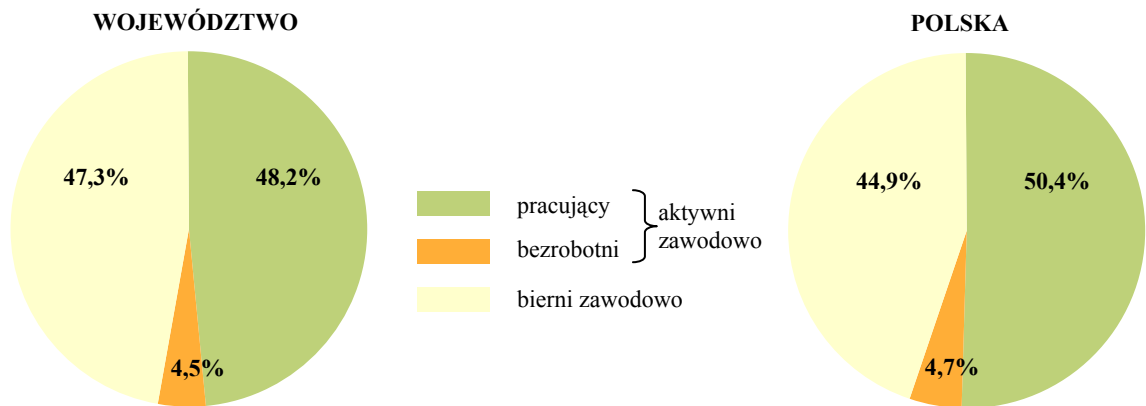 WOJEWÓDZTWO
POLSKA
47,3%
48,2%
4,5%
pracujący
bezrobotni
aktywni
zawodowo
bierni zawodowo
44,9%
50,4%
4,7%